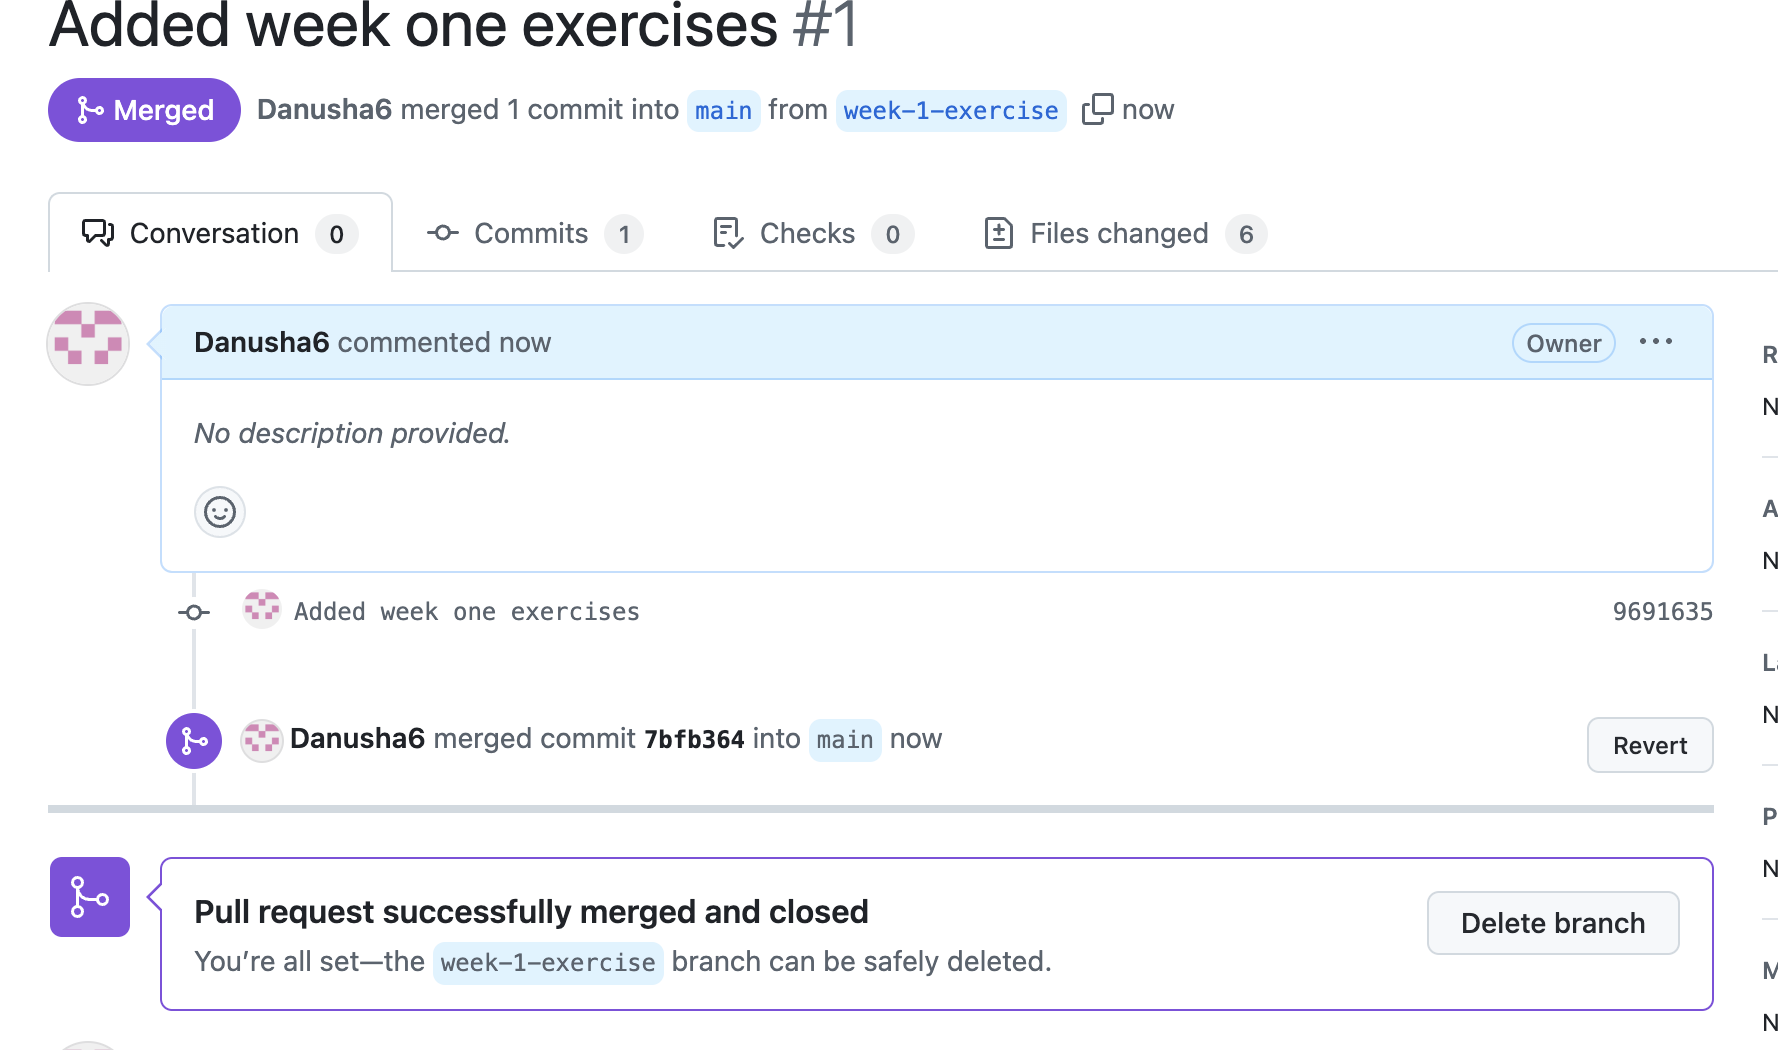 Added week one exercises #1
Merged Danusha6 merged 1 commit into main from week-1-exercise now
Conversation 0 Commits 1 Checks 0 Files changed 6
Danusha6 commented now Owner
R
N
No description provided.
A
N
Added week one exercises 9691635
La
N
Danusha6 merged commit 7bfb364 into main now Revert
P
N
Pull request successfully merged and closed
Delete branch
You’re all set—the week-1-exercise branch can be safely deleted.
M
N